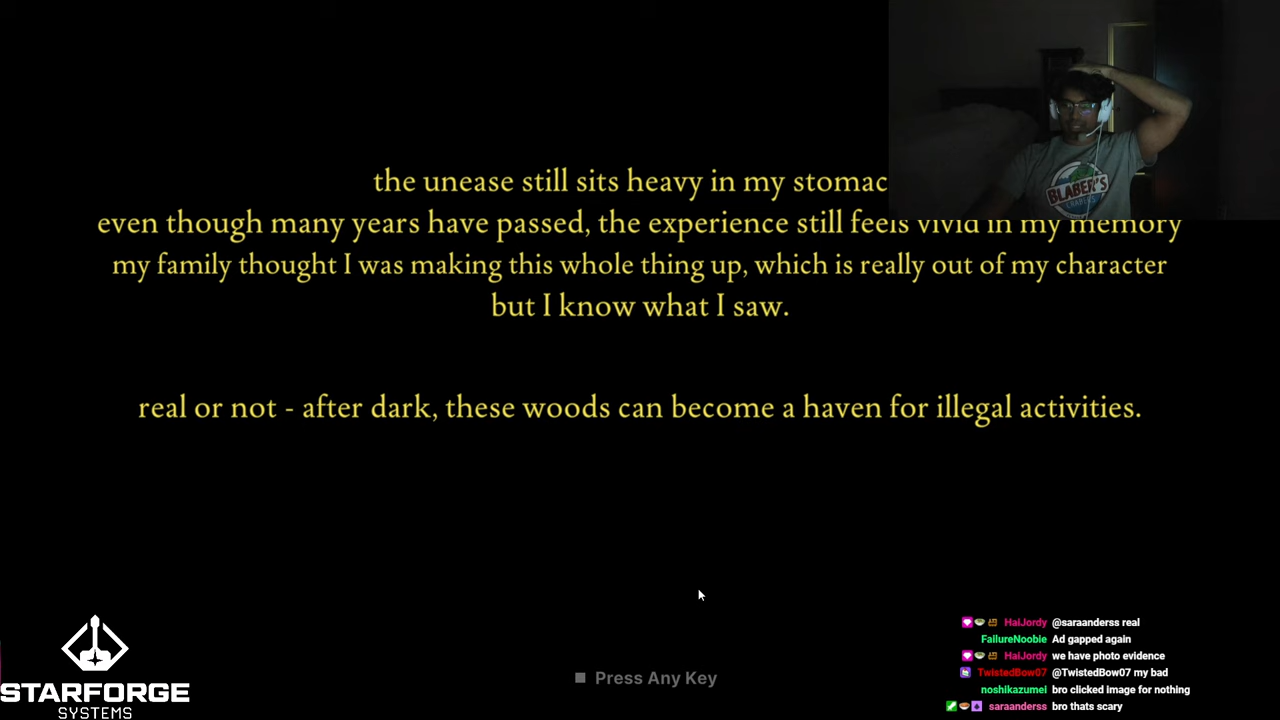 the unease still sits heavy in my stomac
even though many years have passed, the experience still feels vivid in my memory
my family thought I was making this whole thing up, which is really out of my character
but I know what I saw.
real or not - after dark, these woods can become a haven for illegal activities.
Press Any Key
BLABER'S
CRABERS
STARFORGE
SYSTEMS
HaiJordy @saraanderss real
FailureNoobie Ad gapped again
HaiJordy we have photo evidence
TwistedBow07 @TwistedBow07 my bad
noshikazumei bro clicked image for nothing
saraanderss bro thats scary